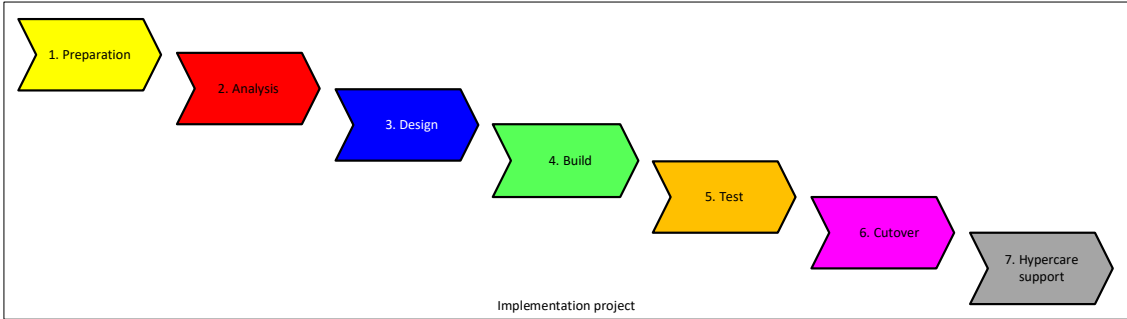 1. Preparation
2. Analysis
3. Design
4. Build
5. Test
6. Cutover
7. Hypercare
support
Implementation project